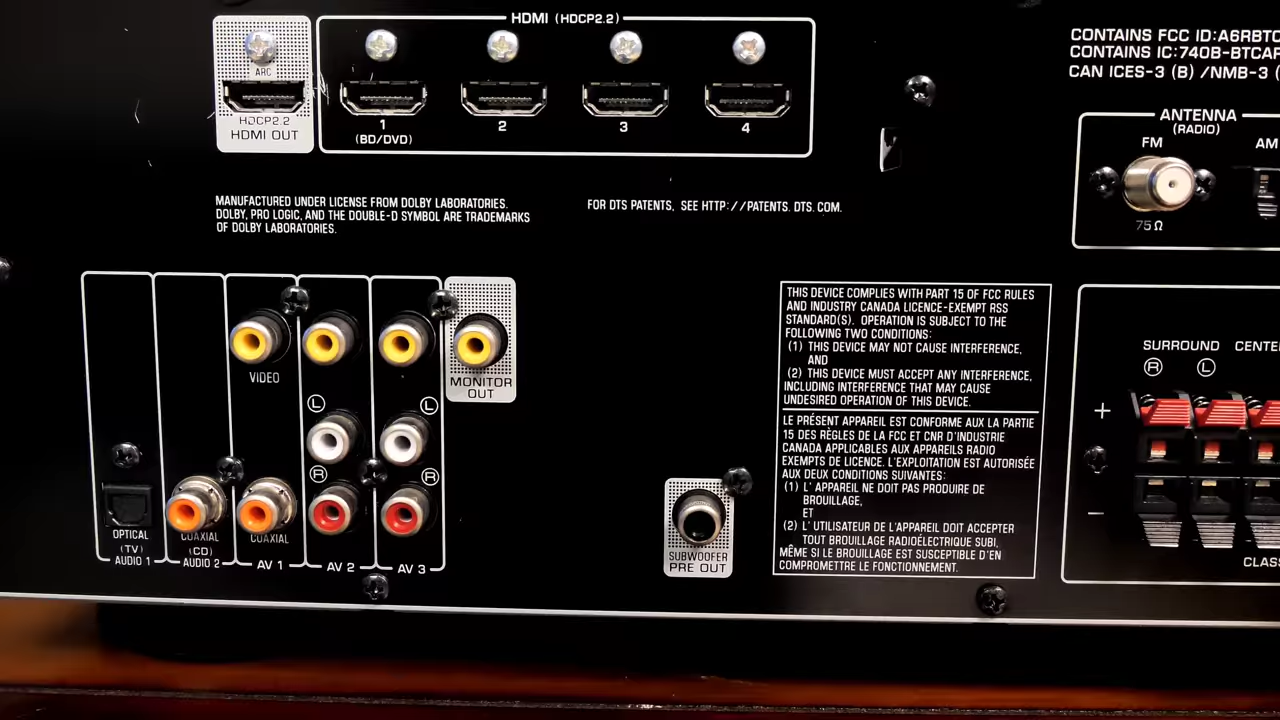 HDMI (HDCP2.2)
ARC
HDCP2.2
HDMI OUT
1
(BD/DVD)
2
3
4
CONTAINS FCC ID:A6RBTC
CONTAINS IC:740B-BTCAF
CAN ICES-3 (B) /NMB-3 (
ANTENNA
(RADIO)
FM
AM
75Ω
MANUFACTURED UNDER LICENSE FROM DOLBY LABORATORIES.
DOLBY, PRO LOGIC, AND THE DOUBLE-D SYMBOL ARE TRADEMARKS
OF DOLBY LABORATORIES.
FOR DTS PATENTS, SEE HTTP://PATENTS.DTS.COM.
VIDEO
MONITOR
OUT
L
L
R
R
OPTICAL
(TV)
AUDIO 1
COAXIAL
(CD)
AUDIO 2
COAXIAL
AV 1
AV 2
AV 3
SUBWOOFER
PRE OUT
THIS DEVICE COMPLIES WITH PART 15 OF FCC RULES
AND INDUSTRY CANADA LICENCE-EXEMPT RSS
STANDARD(S). OPERATION IS SUBJECT TO THE
FOLLOWING TWO CONDITIONS:
(1) THIS DEVICE MAY NOT CAUSE INTERFERENCE,
AND
(2) THIS DEVICE MUST ACCEPT ANY INTERFERENCE,
INCLUDING INTERFERENCE THAT MAY CAUSE
UNDESIRED OPERATION OF THIS DEVICE.
LE PRÉSENT APPAREIL EST CONFORME AUX LA PARTIE
15 DES RÈGLES DE LA FCC ET CNR D'INDUSTRIE
CANADA APPLICABLES AUX APPAREILS RADIO
EXEMPTS DE LICENCE. L'EXPLOITATION EST AUTORISÉE
AUX DEUX CONDITIONS SUIVANTES:
(1) L'APPAREIL NE DOIT PAS PRODUIRE DE
BROUILLAGE,
ET
(2) L'UTILISATEUR DE L'APPAREIL DOIT ACCEPTER
TOUT BROUILLAGE RADIOÉLECTRIQUE SUBI,
MÊME SI LE BROUILLAGE EST SUSCEPTIBLE D'EN
COMPROMETTRE LE FONCTIONNEMENT.
SURROUND
CENTE
R
L
+
−
CLASS